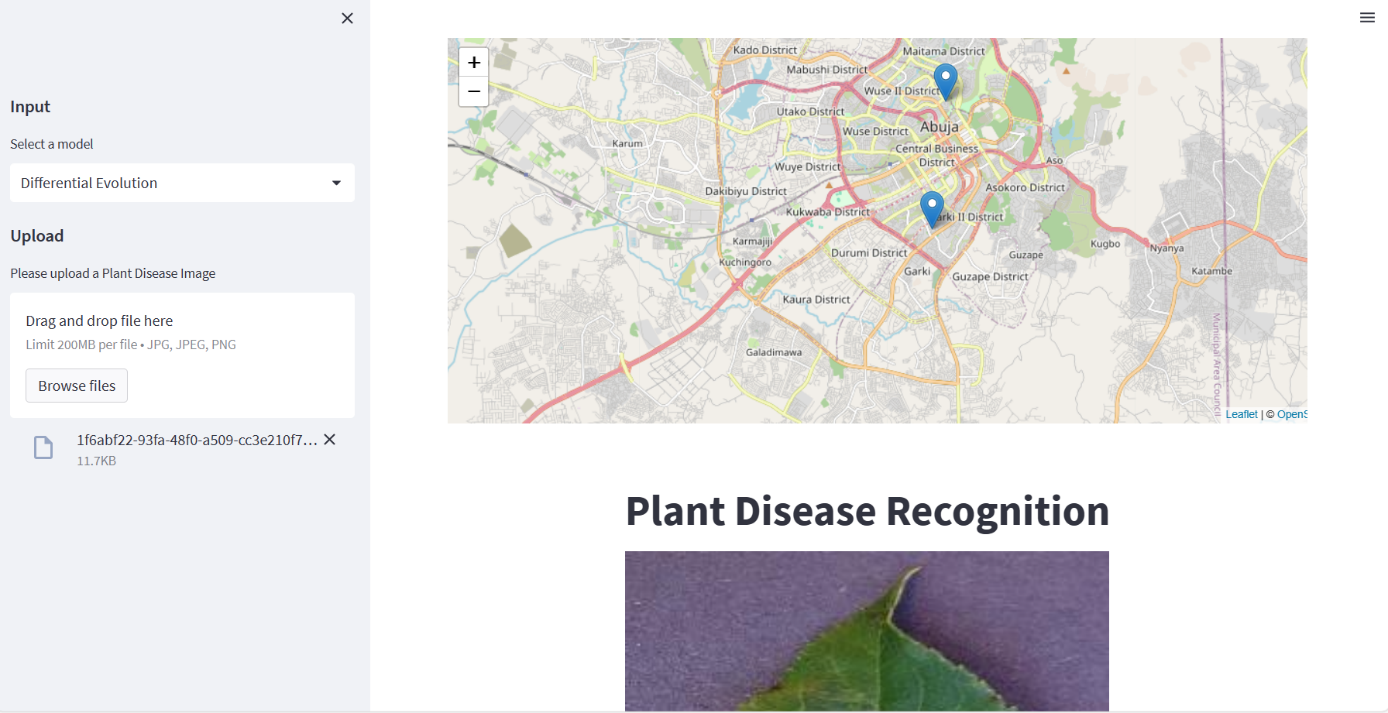 Input
Select a model
Differential Evolution
Upload
Please upload a Plant Disease Image
Drag and drop file here
Limit 200MB per file • JPG, JPEG, PNG
Browse files
1f6abf22-93fa-48f0-a509-cc3e210f7...
11.7KB
+
−
Kado District
Maitama District
Mabushi District
Wuse II District
Utako District
Abuja
Wuse District
Karum
Central Business
District
Aso
Wuye District
Dakibiyu District
Asokoro District
Kukwaba District
arki II District
Karmajiji
Kugbo
Nyanya
Durumi District
Guzape
Kuchingoro
Garki
Guzape District
Katambe
Kaura District
Galadimawa
Municipal Area Council
Leaflet | © OpenS
Plant Disease Recognition